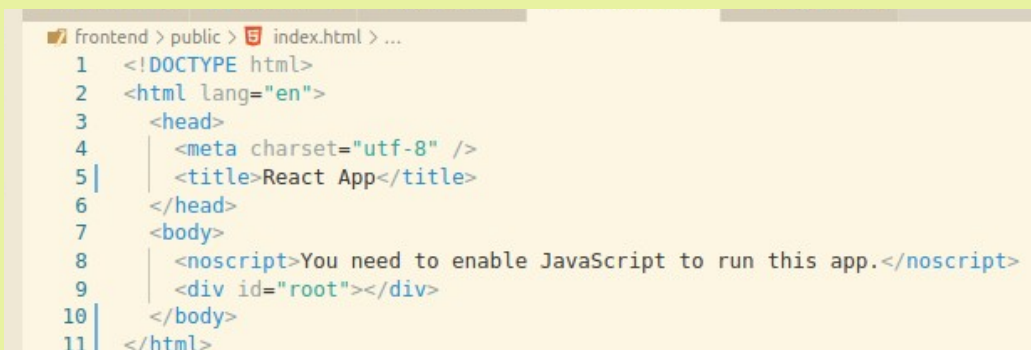 frontend > public > index.html > ...
1 <!DOCTYPE html>
2 <html lang="en">
3 <head>
4 <meta charset="utf-8" />
5 <title>React App</title>
6 </head>
7 <body>
8 <noscript>You need to enable JavaScript to run this app.</noscript>
9 <div id="root"></div>
10 </body>
11 </html>